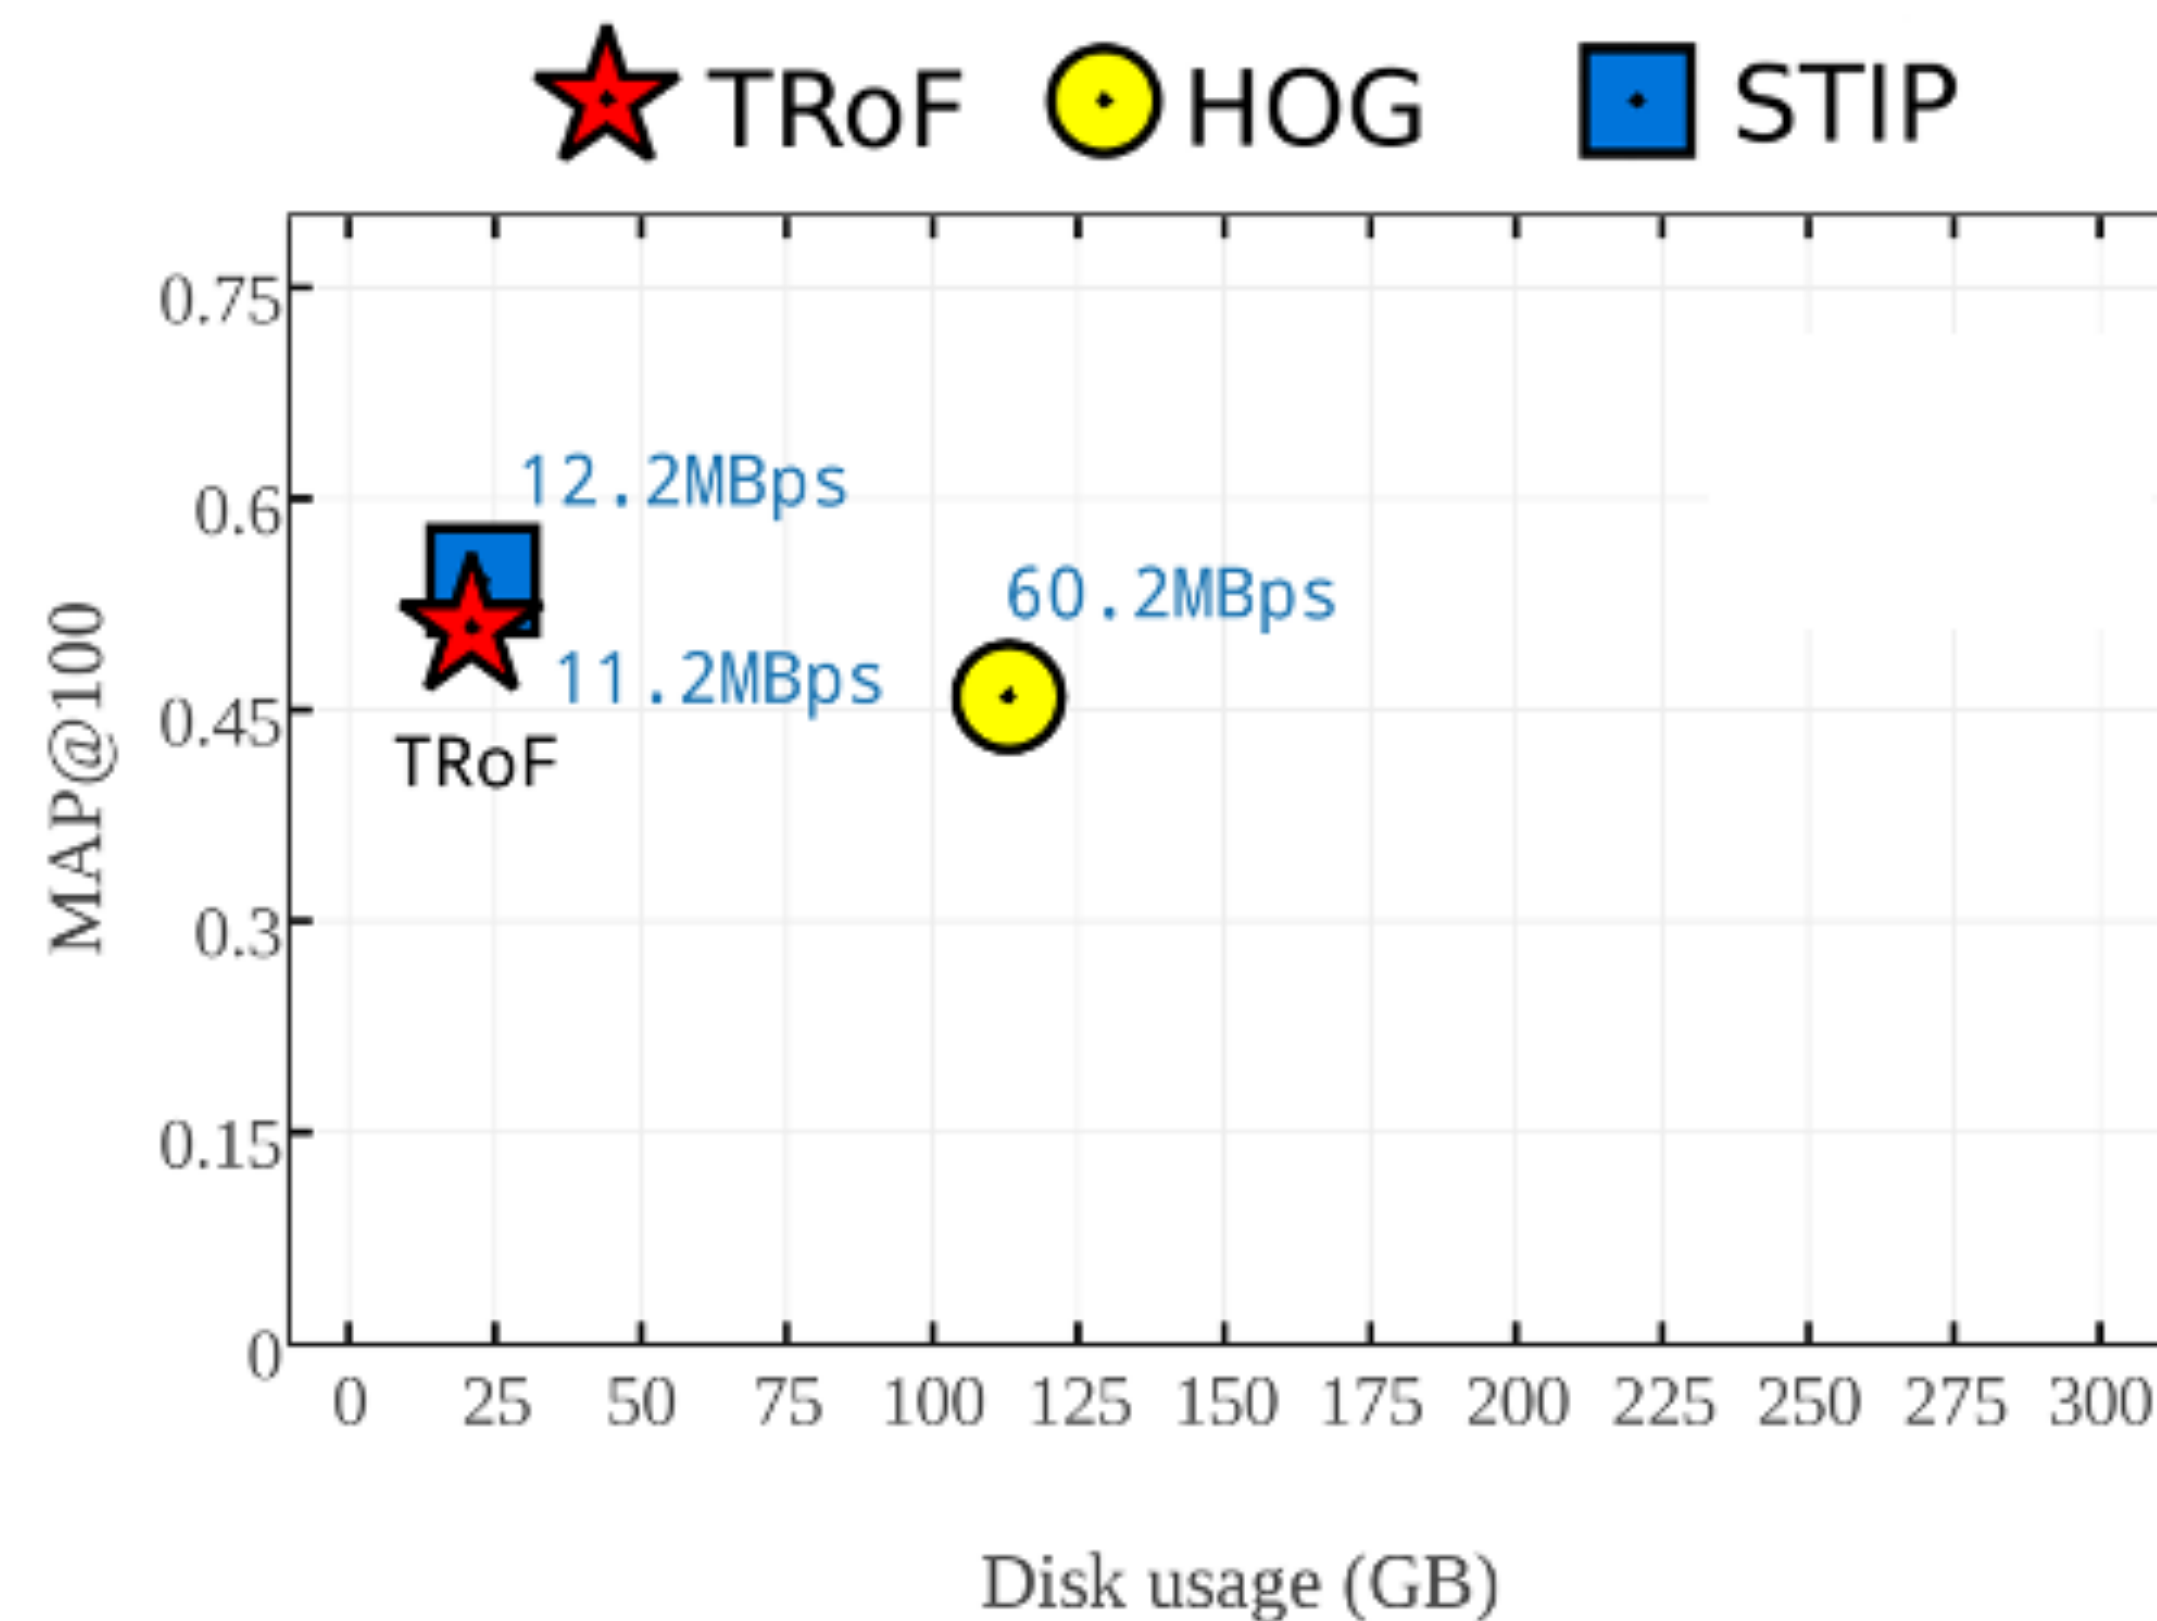 TRoF HOG STIP
0.75
0.6
0.45
0.3
0.15
0
MAP@100
12.2MBps
60.2MBps
11.2MBps
TRoF
0 25 50 75 100 125 150 175 200 225 250 275 300
Disk usage (GB)